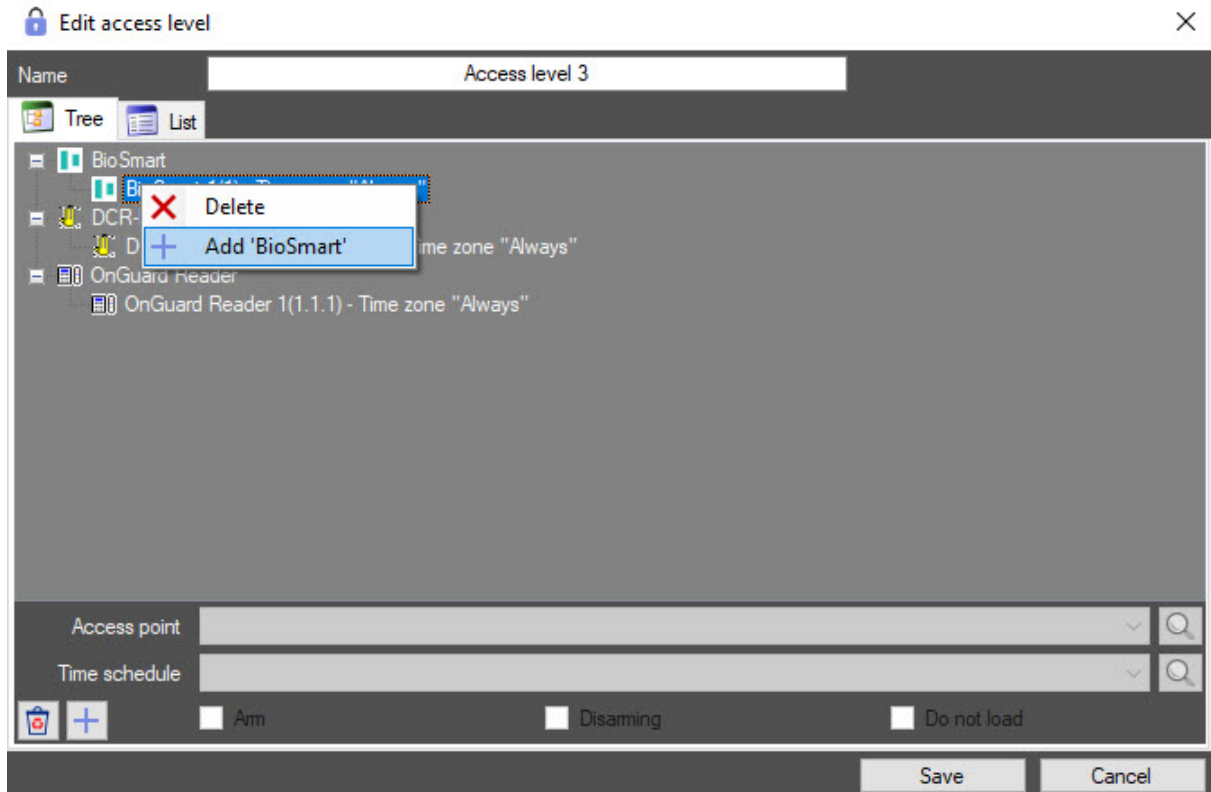 Edit access level
Name
Access level 3
Tree
List
BioSmart
"Always"
Delete
DCR-
Add 'BioSmart'
ime zone "Always"
OnGuard Reader
OnGuard Reader 1(1.1.1) - Time zone "Always"
Access point
Time schedule
Arm
Disarming
Do not load
Save
Cancel